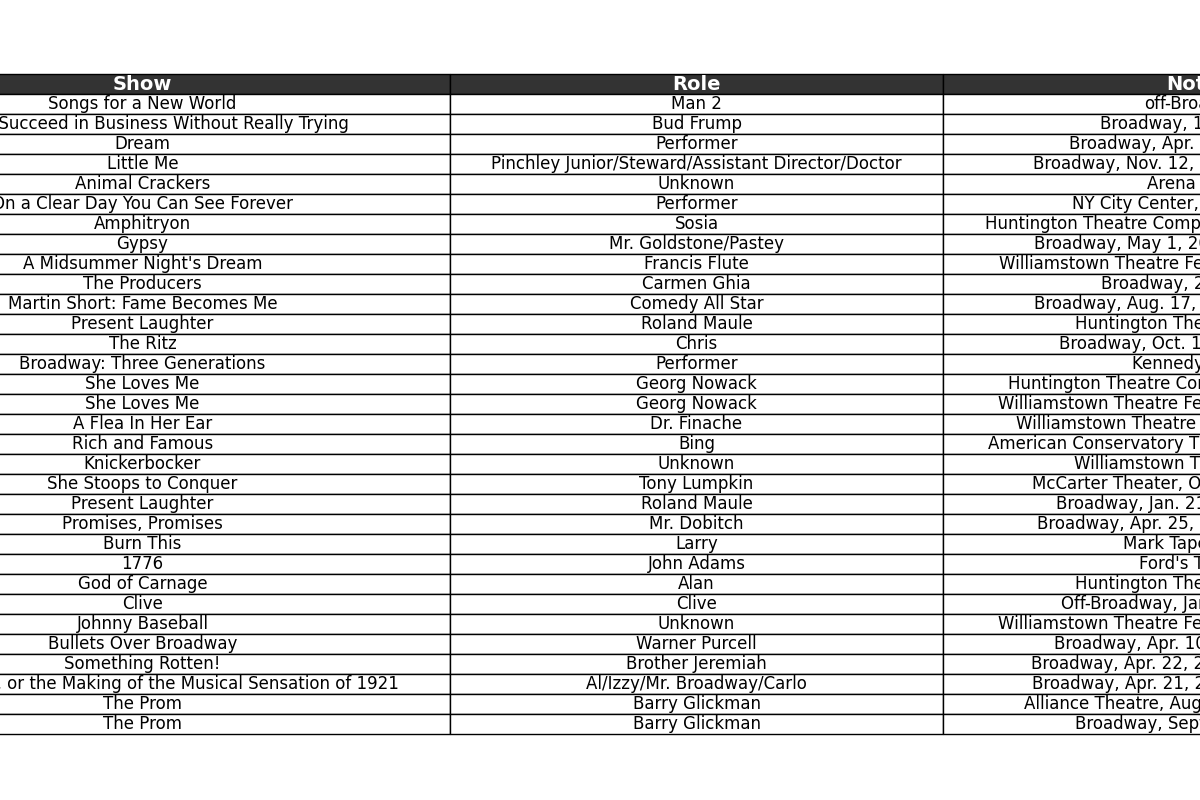 Show Role Not
Songs for a New World Man 2 off-Bro
Succeed in Business Without Really Trying Bud Frump Broadway, 1
Dream Performer Broadway, Apr.
Little Me Pinchley Junior/Steward/Assistant Director/Doctor Broadway, Nov. 12,
Animal Crackers Unknown Arena
On a Clear Day You Can See Forever Performer NY City Center,
Amphitryon Sosia Huntington Theatre Comp
Gypsy Mr. Goldstone/Pastey Broadway, May 1, 2
A Midsummer Night's Dream Francis Flute Williamstown Theatre Fe
The Producers Carmen Ghia Broadway, 2
Martin Short: Fame Becomes Me Comedy All Star Broadway, Aug. 17,
Present Laughter Roland Maule Huntington The
The Ritz Chris Broadway, Oct. 1
Broadway: Three Generations Performer Kennedy
She Loves Me Georg Nowack Huntington Theatre Co
She Loves Me Georg Nowack Williamstown Theatre Fe
A Flea In Her Ear Dr. Finache Williamstown Theatre
Rich and Famous Bing American Conservatory T
Knickerbocker Unknown Williamstown T
She Stoops to Conquer Tony Lumpkin McCarter Theater, O
Present Laughter Roland Maule Broadway, Jan. 21
Promises, Promises Mr. Dobitch Broadway, Apr. 25,
Burn This Larry Mark Tap
1776 John Adams Ford's T
God of Carnage Alan Huntington The
Clive Clive Off-Broadway, Ja
Johnny Baseball Unknown Williamstown Theatre Fe
Bullets Over Broadway Warner Purcell Broadway, Apr. 10
Something Rotten! Brother Jeremiah Broadway, Apr. 22, 2
or the Making of the Musical Sensation of 1921 Al/Izzy/Mr. Broadway/Carlo Broadway, Apr. 21, 2
The Prom Barry Glickman Alliance Theatre, Aug
The Prom Barry Glickman Broadway, Sep